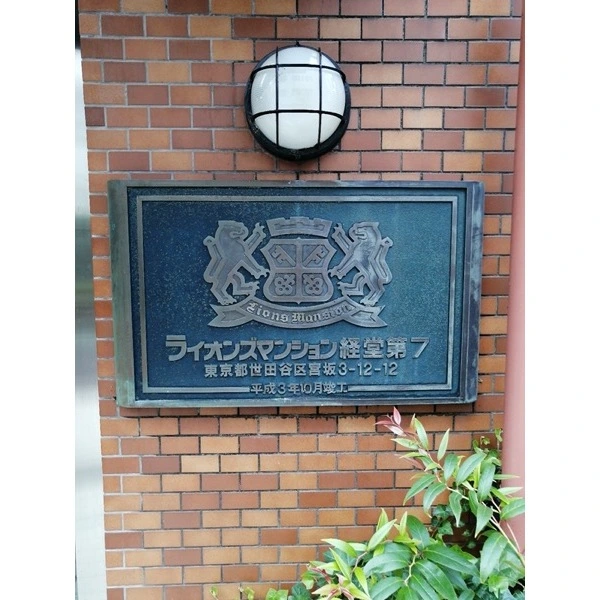 Lions Mansion
ライオンズマンション経堂第7
東京都世田谷区宮坂3-12-12
平成3年10月竣工